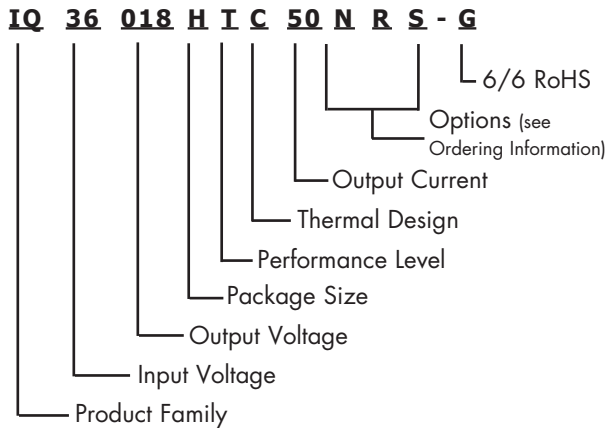 IQ 36 018 H T C 50 N R S - G
6/6 RoHS
Options (see
Ordering Information)
Output Current
Thermal Design
Performance Level
Package Size
Output Voltage
Input Voltage
Product Family